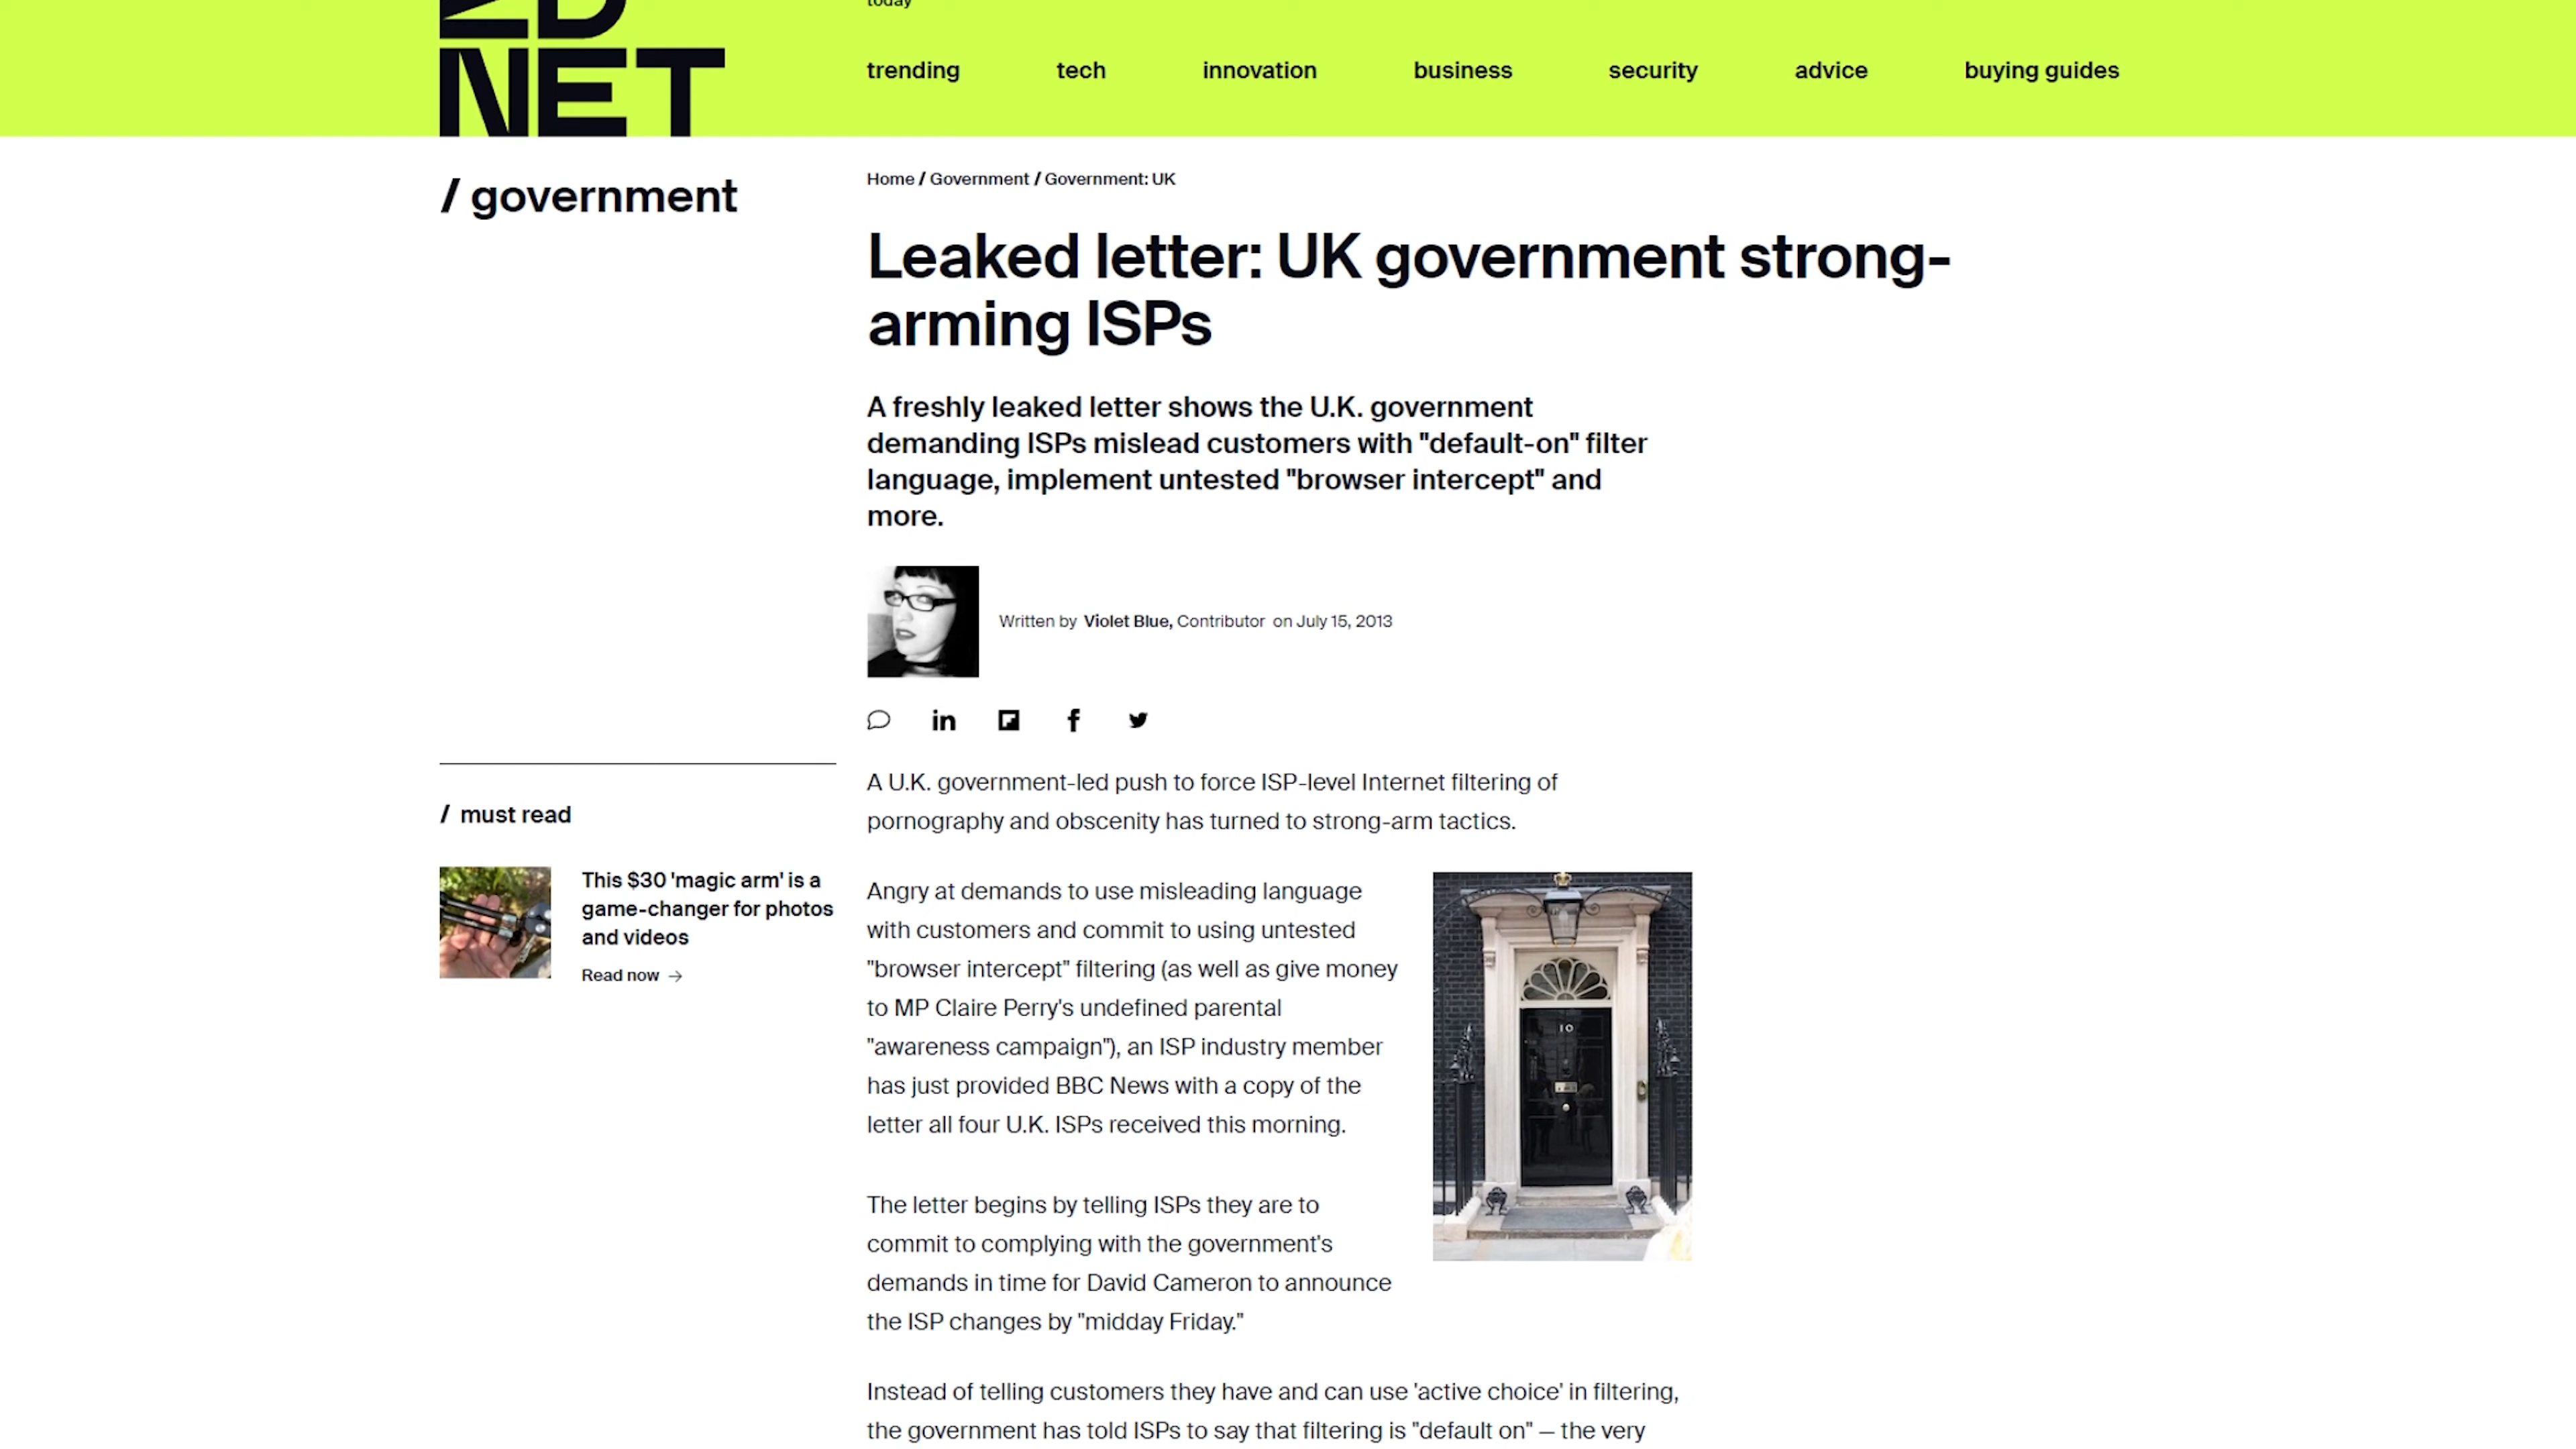 today
ZD
NET
trending
tech
innovation
business
security
advice
buying guides
/ government
Home / Government / Government: UK
Leaked letter: UK government strong-
arming ISPs
A freshly leaked letter shows the U.K. government
demanding ISPs mislead customers with "default-on" filter
language, implement untested "browser intercept" and
more.
Written by Violet Blue, Contributor on July 15, 2013
in
f
/ must read
This $30 'magic arm' is a
game-changer for photos
and videos
Read now →
A U.K. government-led push to force ISP-level Internet filtering of
pornography and obscenity has turned to strong-arm tactics.
Angry at demands to use misleading language
with customers and commit to using untested
"browser intercept" filtering (as well as give money
to MP Claire Perry's undefined parental
"awareness campaign"), an ISP industry member
has just provided BBC News with a copy of the
letter all four U.K. ISPs received this morning.
10
The letter begins by telling ISPs they are to
commit to complying with the government's
demands in time for David Cameron to announce
the ISP changes by "midday Friday."
Instead of telling customers they have and can use 'active choice' in filtering,
the government has told ISPs to say that filtering is "default on" — the very